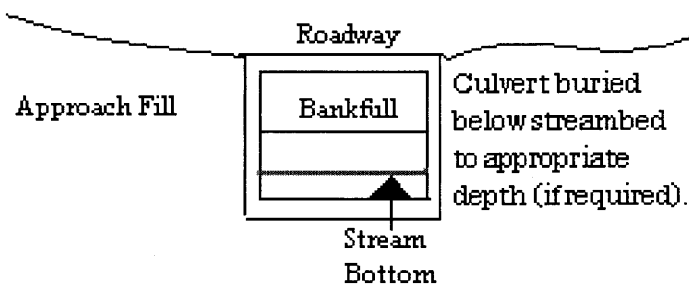 Roadway
Approach Fill
Bankfull
Culvert buried
below streambed
to appropriate
depth (if required).
Stream
Bottom